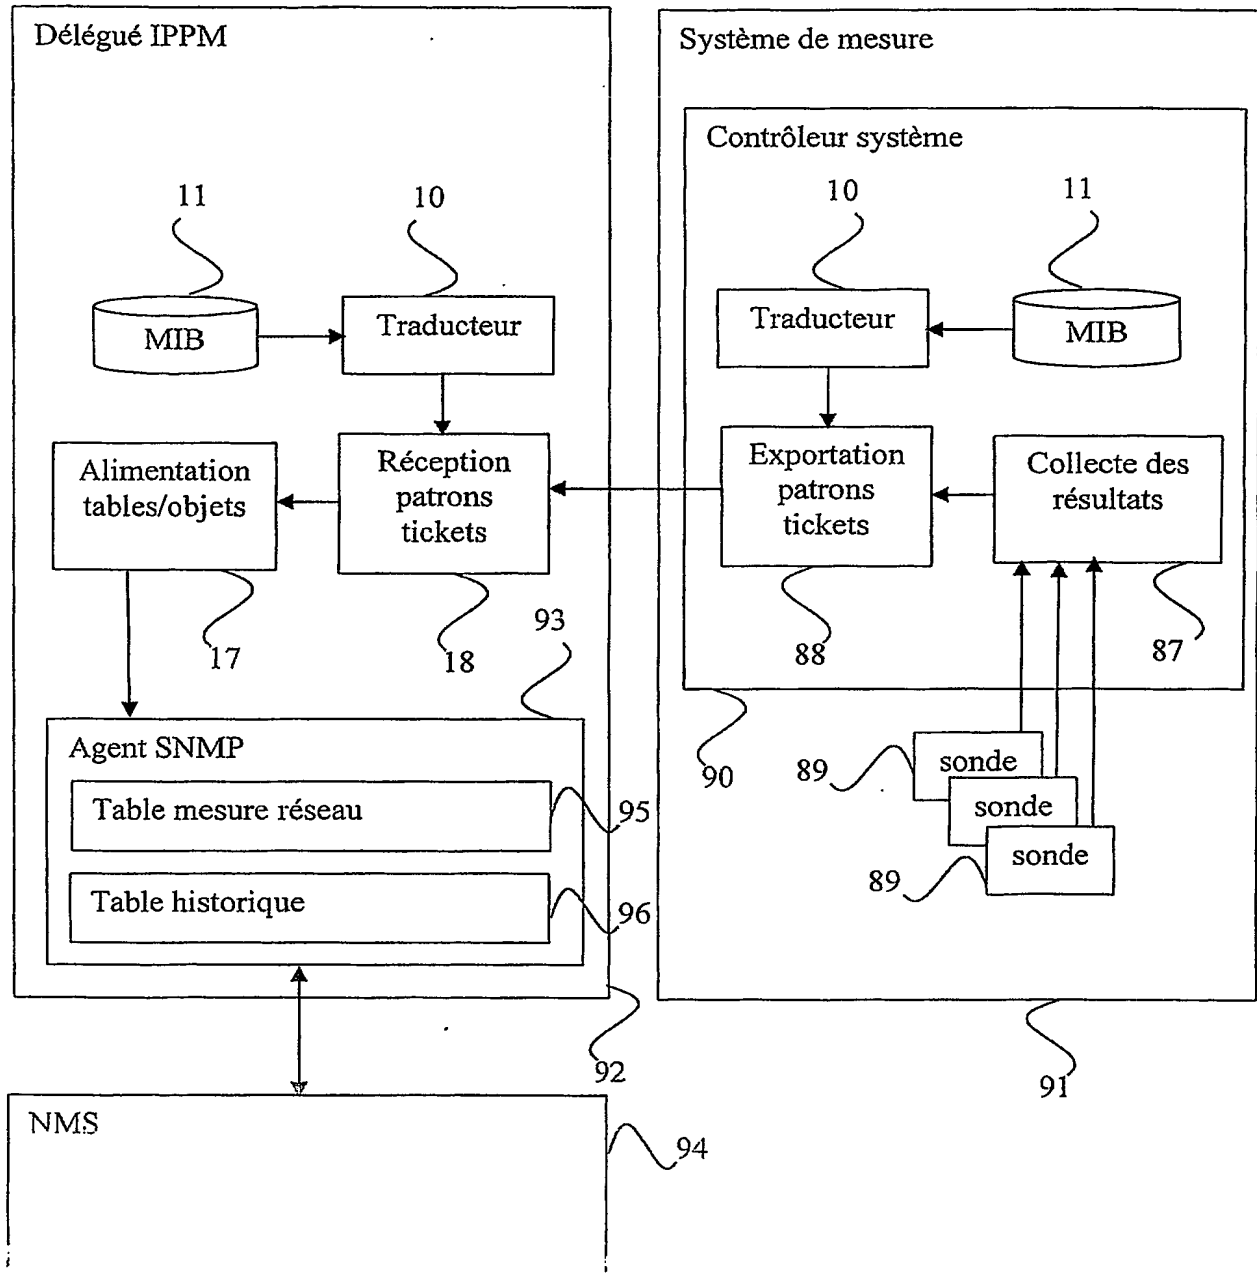 Délégué IPPM
11
10
MIB
Traducteur
Alimentation
tables/objets
Réception
patrons
tickets
17
18
93
Agent SNMP
Table mesure réseau
95
Table historique
96
92
NMS
94
Système de mesure
Contrôleur système
10
11
Traducteur
MIB
Exportation
patrons
tickets
Collecte des
résultats
88
87
90
89
sonde
sonde
89
sonde
91